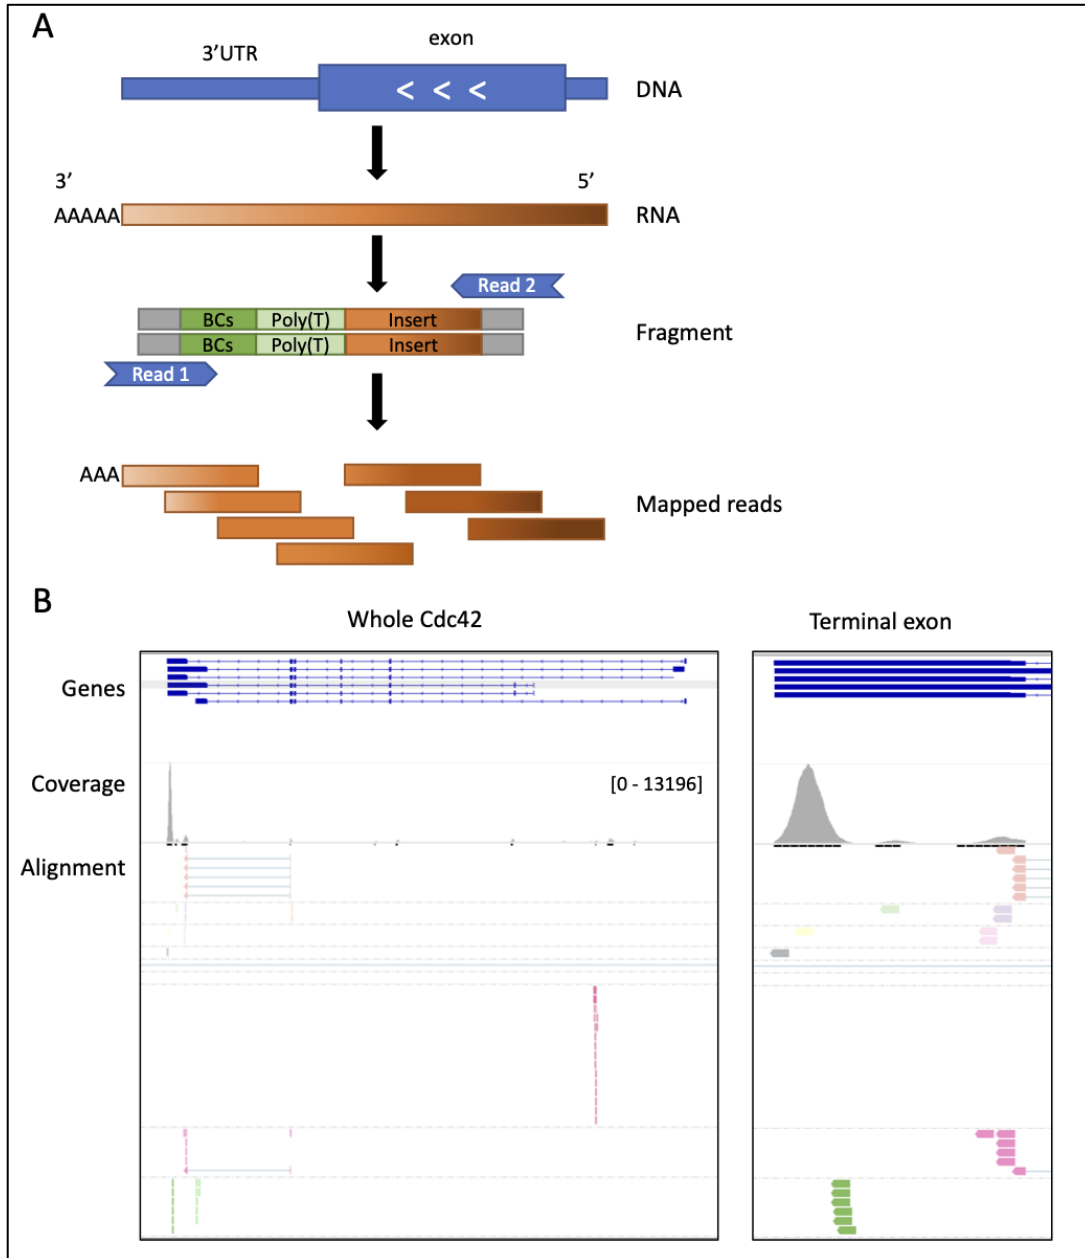 A
3'UTR
exon
< < <
DNA
3'
5'
AAAAA
RNA
Read 2
BCs Poly(T) Insert
BCs Poly(T) Insert
Fragment
Read 1
AAA
Mapped reads
B
Whole Cdc42
Terminal exon
Genes
Coverage
[0 - 13196]
Alignment